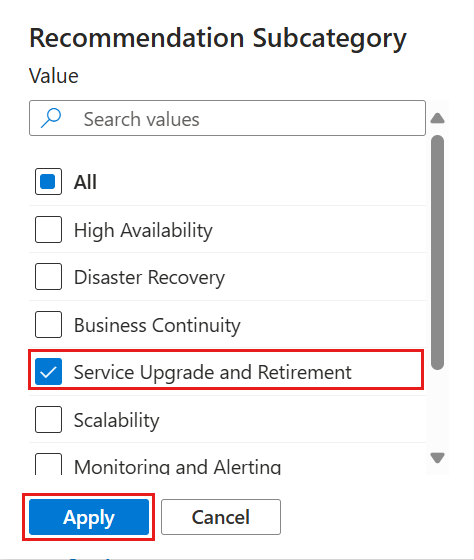 Recommendation Subcategory
Value
Search values
All
High Availability
Disaster Recovery
Business Continuity
Service Upgrade and Retirement
Scalability
Monitoring and Alerting
Apply
Cancel